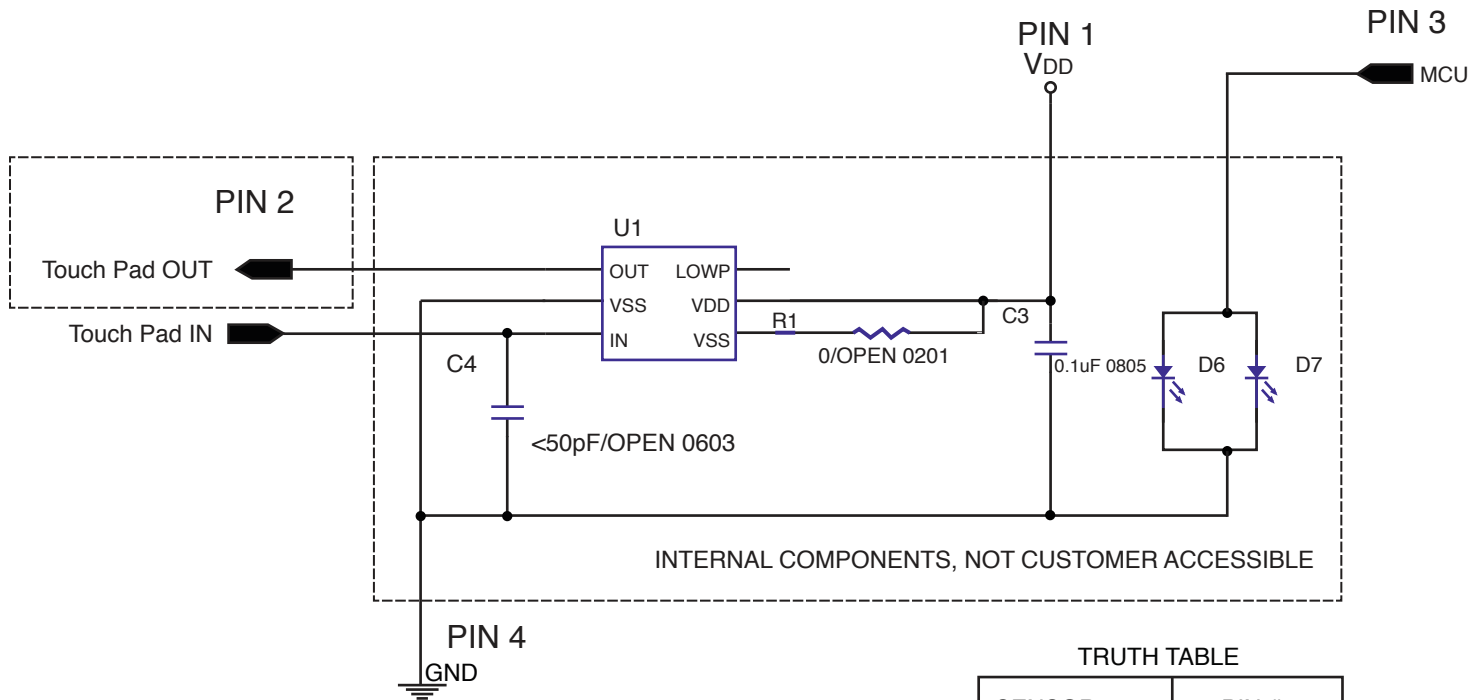 PIN 1
VDD
PIN 3
MCU
PIN 2
Touch Pad OUT
Touch Pad IN
U1
OUT
LOWP
VSS
VDD
IN
VSS
R1
0/OPEN 0201
C3
0.1uF 0805
D6
D7
C4
<50pF/OPEN 0603
INTERNAL COMPONENTS, NOT CUSTOMER ACCESSIBLE
PIN 4
GND
TRUTH TABLE